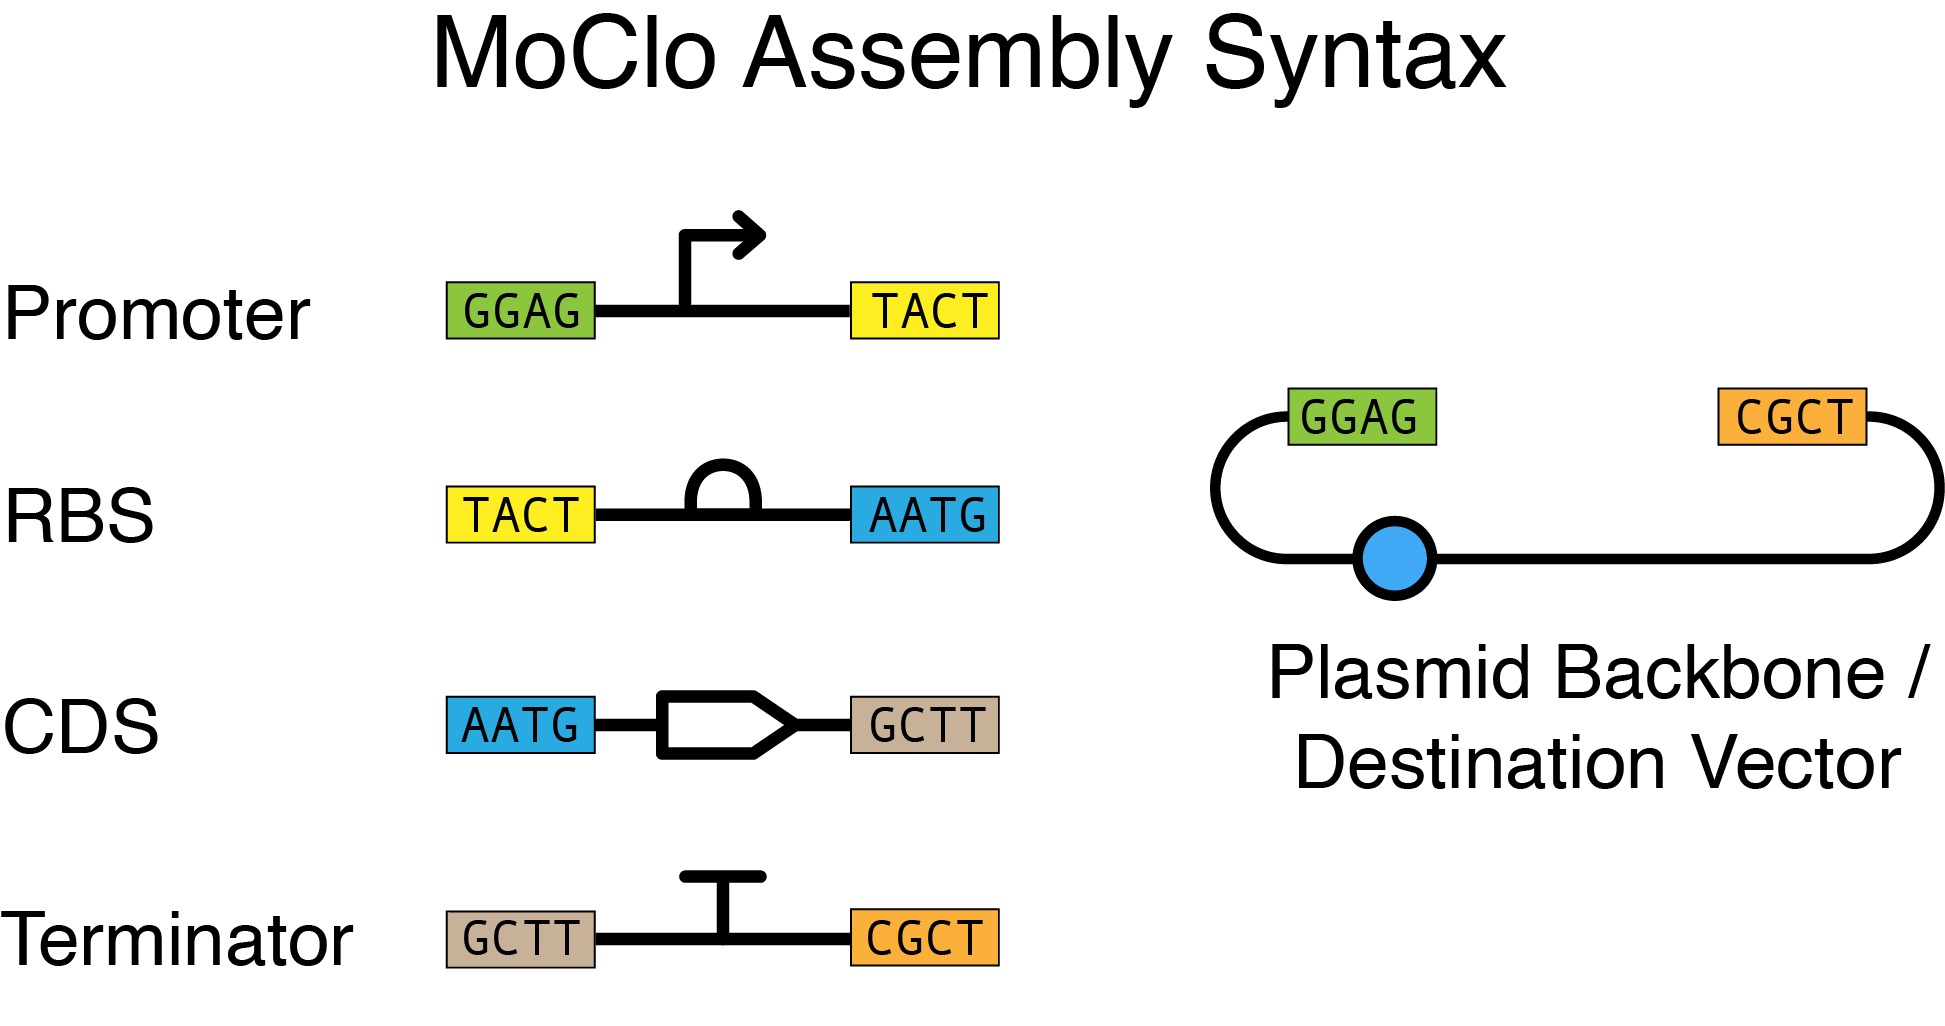 MoClo Assembly Syntax
Promoter GGAG TACT
GGAG CGCT
RBS TACT AATG
Plasmid Backbone /
CDS AATG GCTT
Destination Vector
Terminator GCTT CGCT